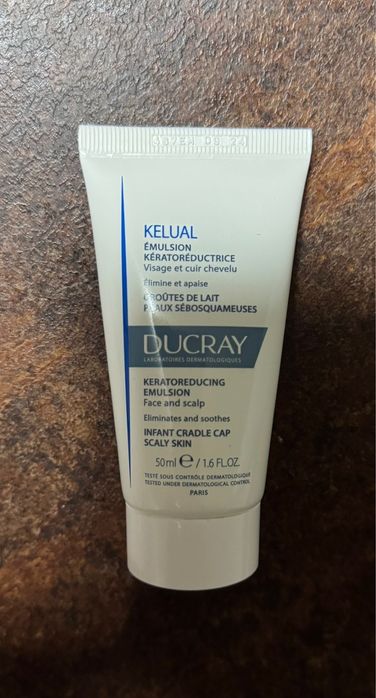 KELUAL
ÉMULSION
KÉRATORÉDUCTRICE
Visage et cuir chevelu
Élimine et apaise
CROÛTES DE LAIT
PEAUX SÉBOSQUAMEUSES
DUCRAY
LABORATOIRES DERMATOLOGIQUES
KERATOREDUCING
EMULSION
Face and scalp
Eliminates and soothes
INFANT CRADLE CAP
SCALY SKIN
50 ml ℮ / 1.6 FL.OZ.
TESTÉ SOUS CONTRÔLE DERMATOLOGIQUE
TESTED UNDER DERMATOLOGICAL CONTROL
PARIS